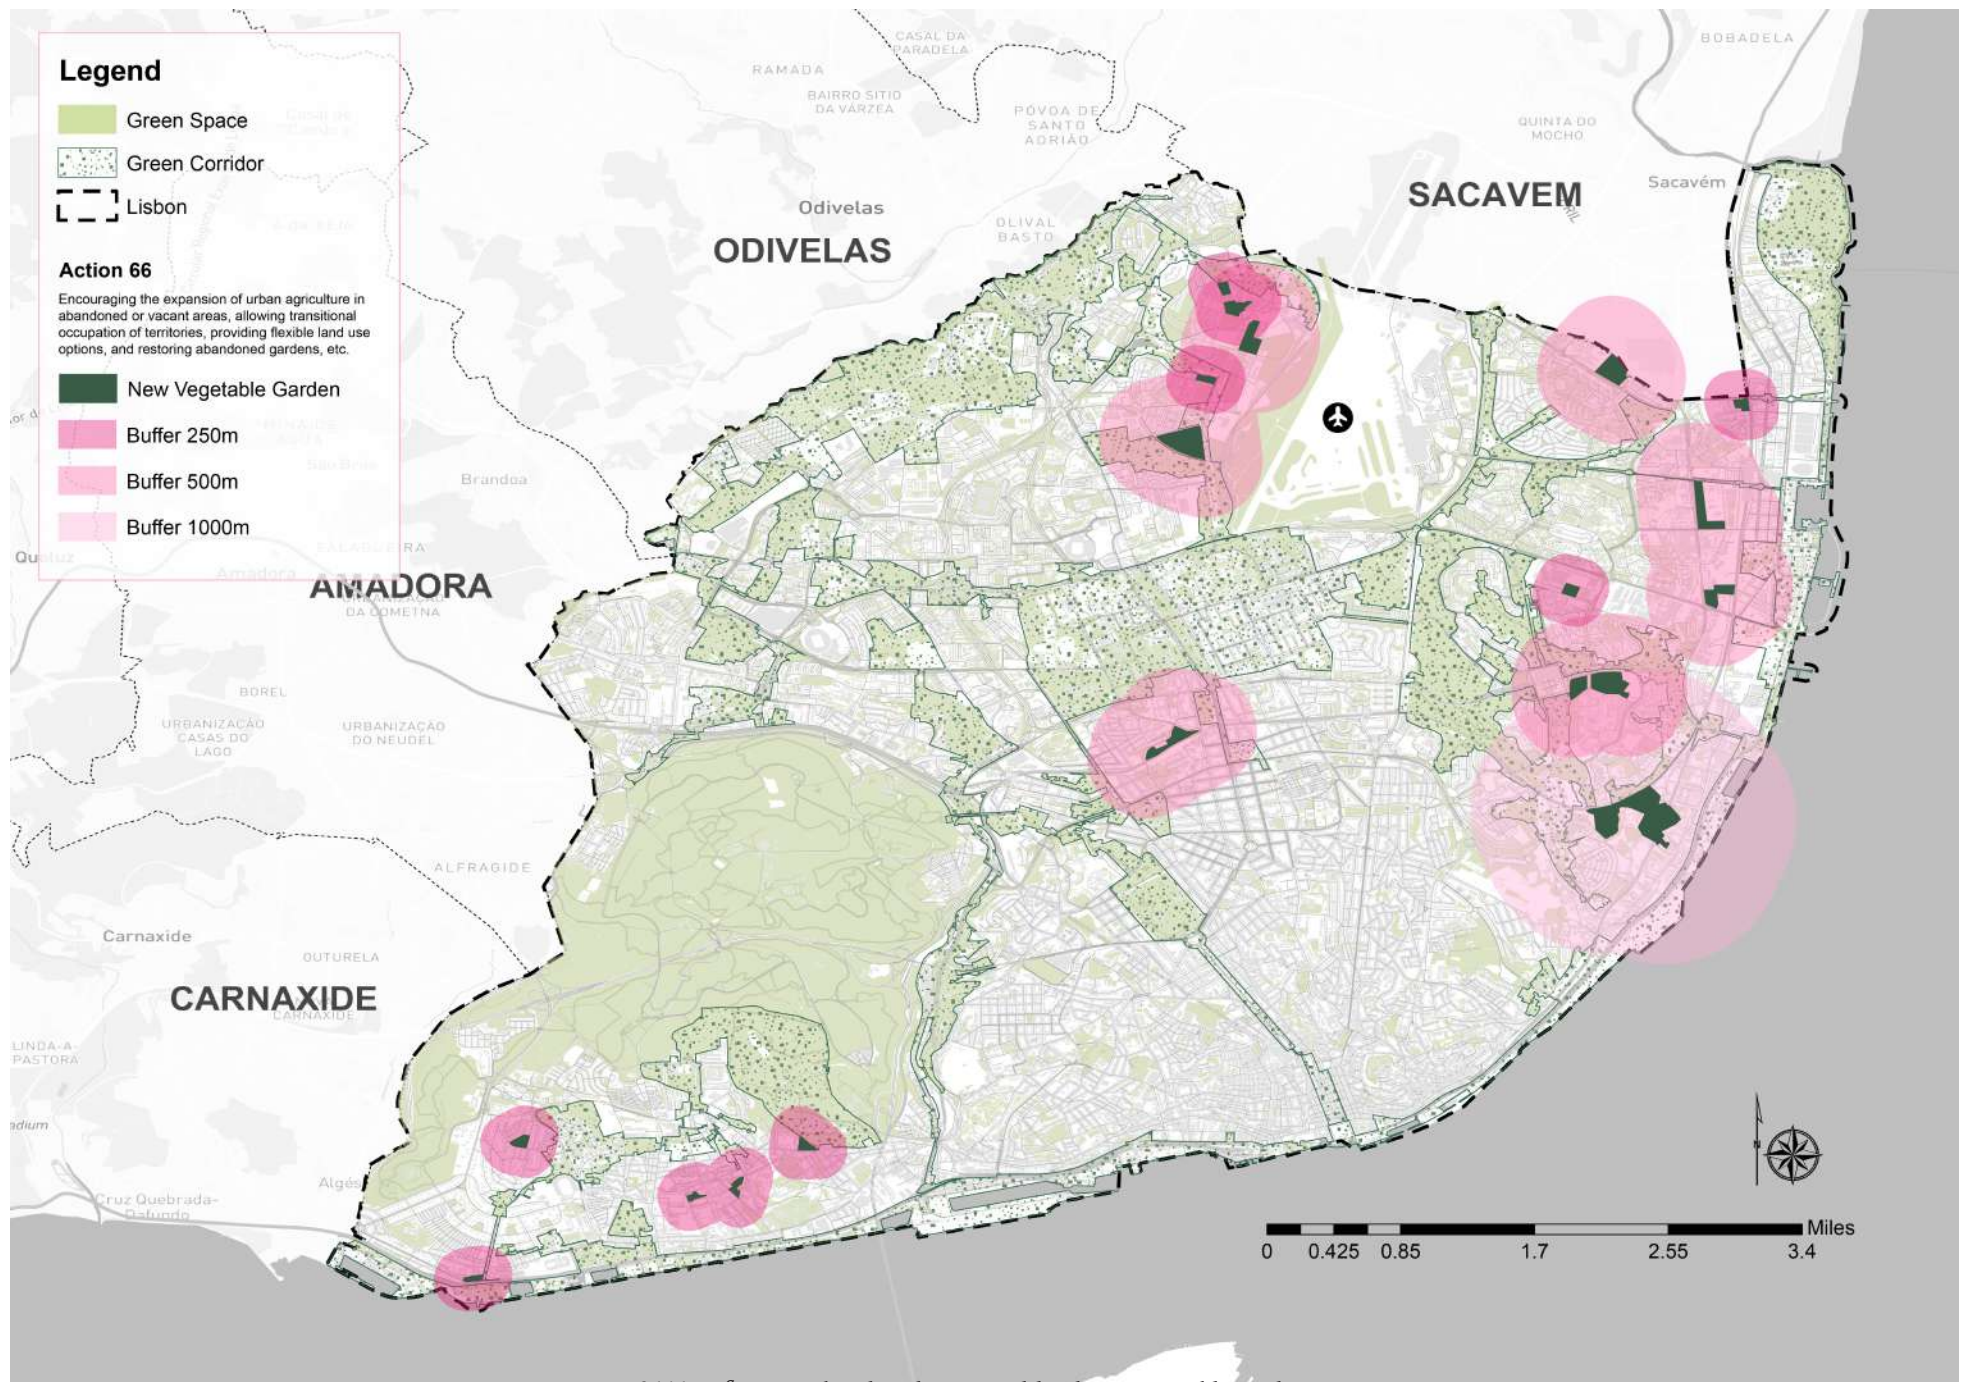 Legend
Green Space
Green Corridor
Lisbon
Action 66
Encouraging the expansion of urban agriculture in
abandoned or vacant areas, allowing transitional
occupation of territories, providing flexible land use
options, and restoring abandoned gardens, etc.
New Vegetable Garden
Buffer 250m
Buffer 500m
Buffer 1000m
CASAL DA
PARADELA
RAMADA
BAIRRO SITIO
DA VÁRZEA
PÓVOA DE
SANTO
ADRIÃO
BOBADELA
QUINTA DO
MOCHO
Sacavém
SACAVEM
Odivelas
OLIVAL
BASTO
ODIVELAS
Brandoa
São Brás
Amadora
AMADORA
DA COMETNA
BOREL
URBANIZAÇÃO
CASAS DO
LAGO
URBANIZAÇÃO
DO NEUDEL
ALFRAGIDE
Carnaxide
OUTURELA
CARNAXIDE
CARNAXIDE
LINDA-A-
PASTORA
Algés
Cruz Quebrada-
Dafundo
N
Miles
0 0.425 0.85 1.7 2.55 3.4